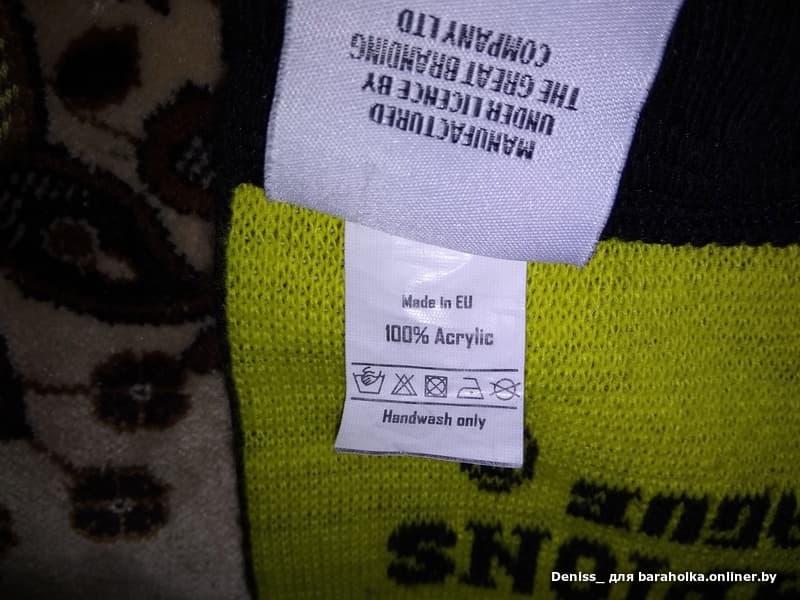 MANUFACTURED
UNDER LICENCE BY
THE GREAT BRANDING
COMPANY LTD
Made in EU
100% Acrylic
Handwash only
Deniss_ для baraholka.onliner.by